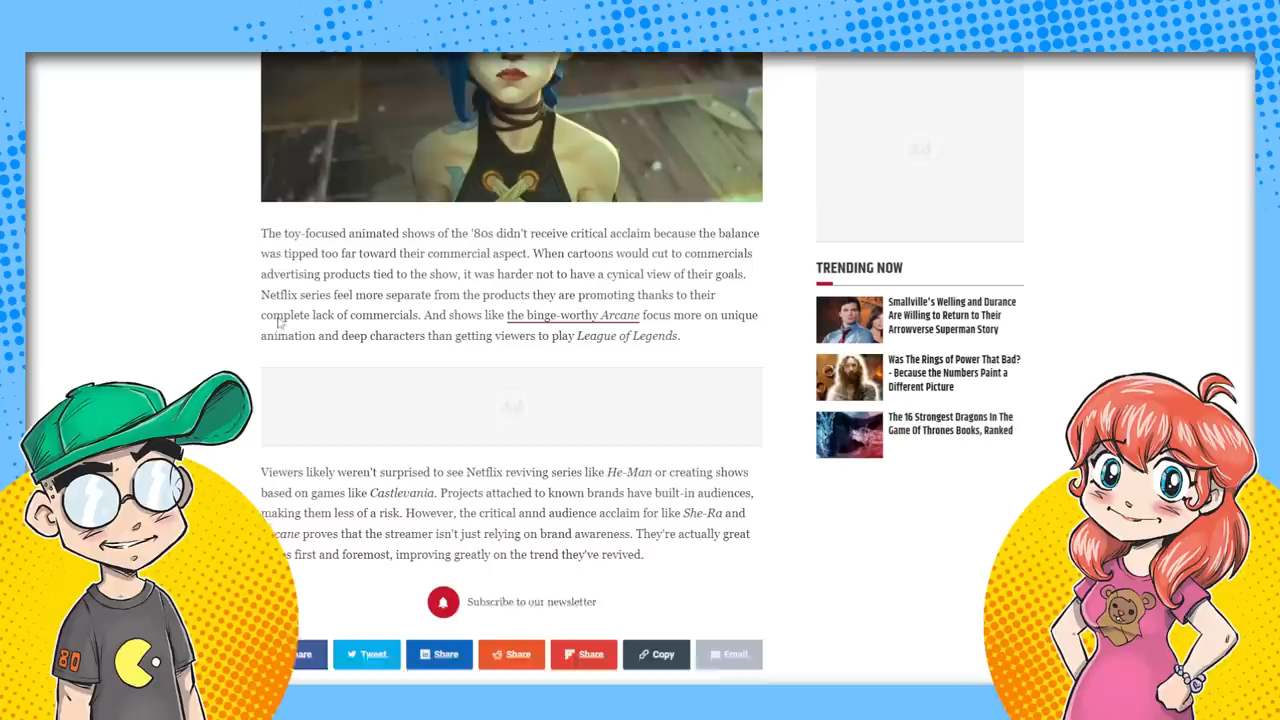 The toy-focused animated shows of the '80s didn't receive critical acclaim because the balance
was tipped too far toward their commercial aspect. When cartoons would cut to commercials
advertising products tied to the show, it was harder not to have a cynical view of their goals.
Netflix series feel more separate from the products they are promoting thanks to their
complete lack of commercials. And shows like the binge-worthy Arcane focus more on unique
animation and deep characters than getting viewers to play League of Legends.
Ad
Viewers likely weren't surprised to see Netflix reviving series like He-Man or creating shows
based on games like Castlevania. Projects attached to known brands have built-in audiences,
making them less of a risk. However, the critical annd audience acclaim for like She-Ra and
proves that the streamer isn't just relying on brand awareness. They're actually great
first and foremost, improving greatly on the trend they've revived.
Subscribe to our newsletter
Tweet
Share
Share
Share
Copy
Email
Ad
TRENDING NOW
Smallville's Welling and Durance
Are Willing to Return to Their
Arrowverse Superman Story
Was The Rings of Power That Bad?
- Because the Numbers Paint a
Different Picture
The 16 Strongest Dragons In The
Game Of Thrones Books, Ranked
80